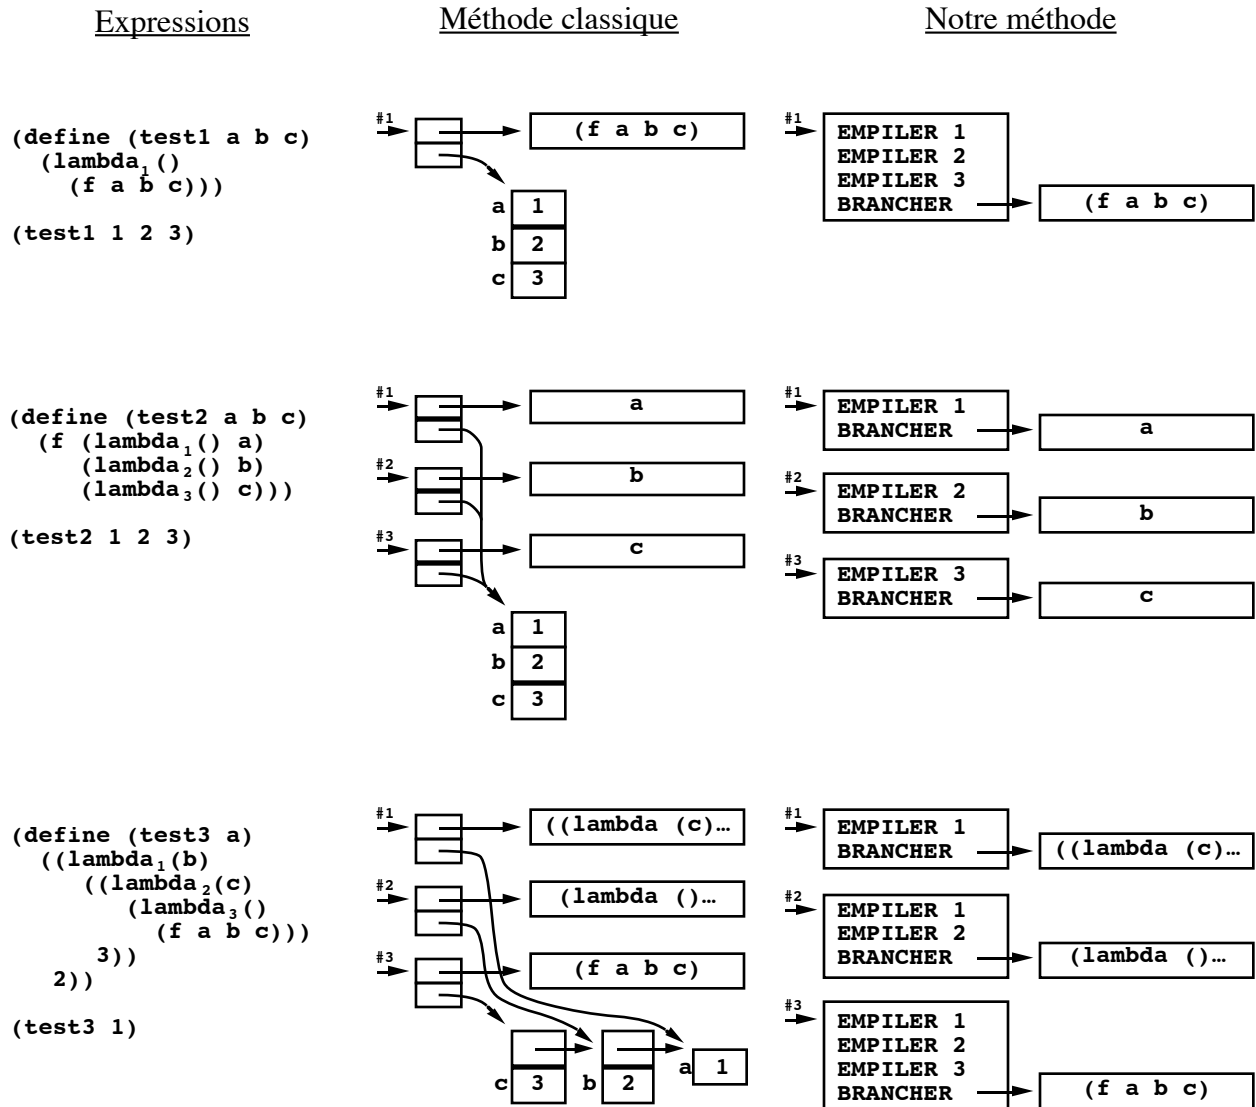 Expressions
Méthode classique
Notre méthode
(define (test1 a b c)
(lambda₁()
(f a b c)))
(test1 1 2 3)
#1
(f a b c)
a 1
b 2
c 3
#1
EMPILER 1
EMPILER 2
EMPILER 3
BRANCHER
(f a b c)
(define (test2 a b c)
(f (lambda₁() a)
(lambda₂() b)
(lambda₃() c)))
(test2 1 2 3)
#1
a
#2
b
#3
c
a 1
b 2
c 3
#1
EMPILER 1
BRANCHER
a
#2
EMPILER 2
BRANCHER
b
#3
EMPILER 3
BRANCHER
c
(define (test3 a)
((lambda₁(b)
((lambda₂(c)
(lambda₃()
(f a b c)))
3))
2))
(test3 1)
#1
((lambda (c)…
#2
(lambda ()…
#3
(f a b c)
c 3
b 2
a 1
#1
EMPILER 1
BRANCHER
((lambda (c)…
#2
EMPILER 1
EMPILER 2
BRANCHER
(lambda ()…
#3
EMPILER 1
EMPILER 2
EMPILER 3
BRANCHER
(f a b c)